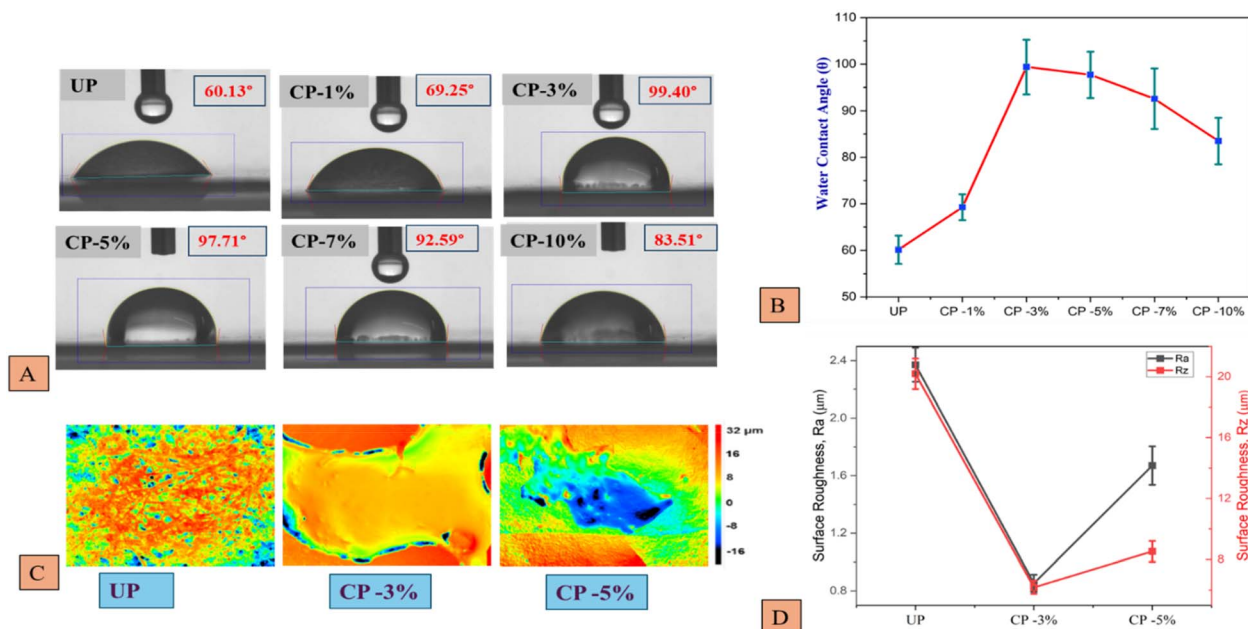 UP
60.13°
CP-1%
69.25°
CP-3%
99.40°
CP-5%
97.71°
CP-7%
92.59°
CP-10%
83.51°
A
Water Contact Angle (θ)
110
100
90
80
70
60
50
UP
CP -1%
CP -3%
CP -5%
CP -7%
CP -10%
B
32 µm
16
8
0
-8
-16
UP
CP -3%
CP -5%
C
Surface Roughness, Ra (µm)
2.4
2.0
1.6
1.2
0.8
Ra
Rz
20
16
12
8
Surface Roughness, Rz (µm)
UP
CP -3%
CP -5%
D